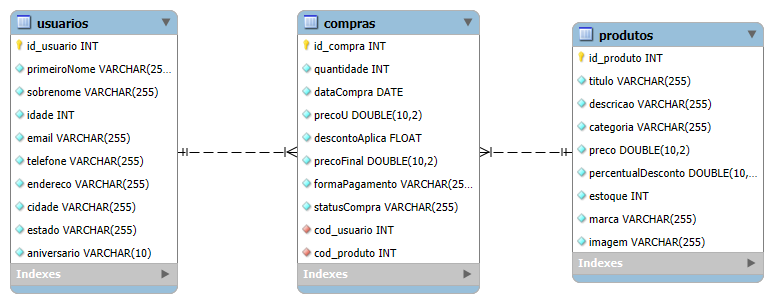 usuarios
id_usuario INT
primeiroNome VARCHAR(25...
sobrenome VARCHAR(255)
idade INT
email VARCHAR(255)
telefone VARCHAR(255)
endereco VARCHAR(255)
cidade VARCHAR(255)
estado VARCHAR(255)
aniversario VARCHAR(10)
Indexes
compras
id_compra INT
quantidade INT
dataCompra DATE
precoU DOUBLE(10,2)
descontoAplica FLOAT
precoFinal DOUBLE(10,2)
formaPagamento VARCHAR(25...
statusCompra VARCHAR(255)
cod_usuario INT
cod_produto INT
Indexes
produtos
id_produto INT
titulo VARCHAR(255)
descricao VARCHAR(255)
categoria VARCHAR(255)
preco DOUBLE(10,2)
percentualDesconto DOUBLE(10,...
estoque INT
marca VARCHAR(255)
imagem VARCHAR(255)
Indexes